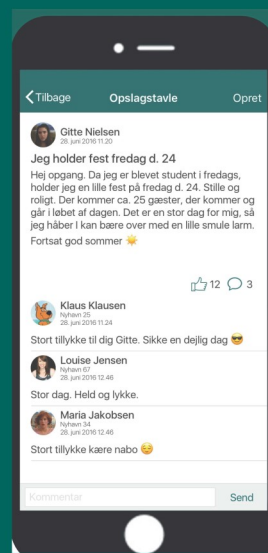 Tilbage Opslagstavle Opret
Gitte Nielsen
28. juni 2016 11.20
Jeg holder fest fredag d. 24
Hej opgang. Da jeg er blevet student i fredags,
holder jeg en lille fest på fredag d. 24. Stille og
roligt. Der kommer ca. 25 gæster, der kommer og
går i løbet af dagen. Det er en stor dag for mig, så
jeg håber I kan bære over med en lille smule larm.
Fortsat god sommer ☀️
12 3
Klaus Klausen
Nyhavn 25
28. juni 2016 11.24
Stort tillykke til dig Gitte. Sikke en dejlig dag 😎
Louise Jensen
Nyhavn 67
28. juni 2016 12.46
Stor dag. Held og lykke.
Maria Jakobsen
Nyhavn 34
28. juni 2016 12.46
Stort tillykke kære nabo 😌
Kommentar Send